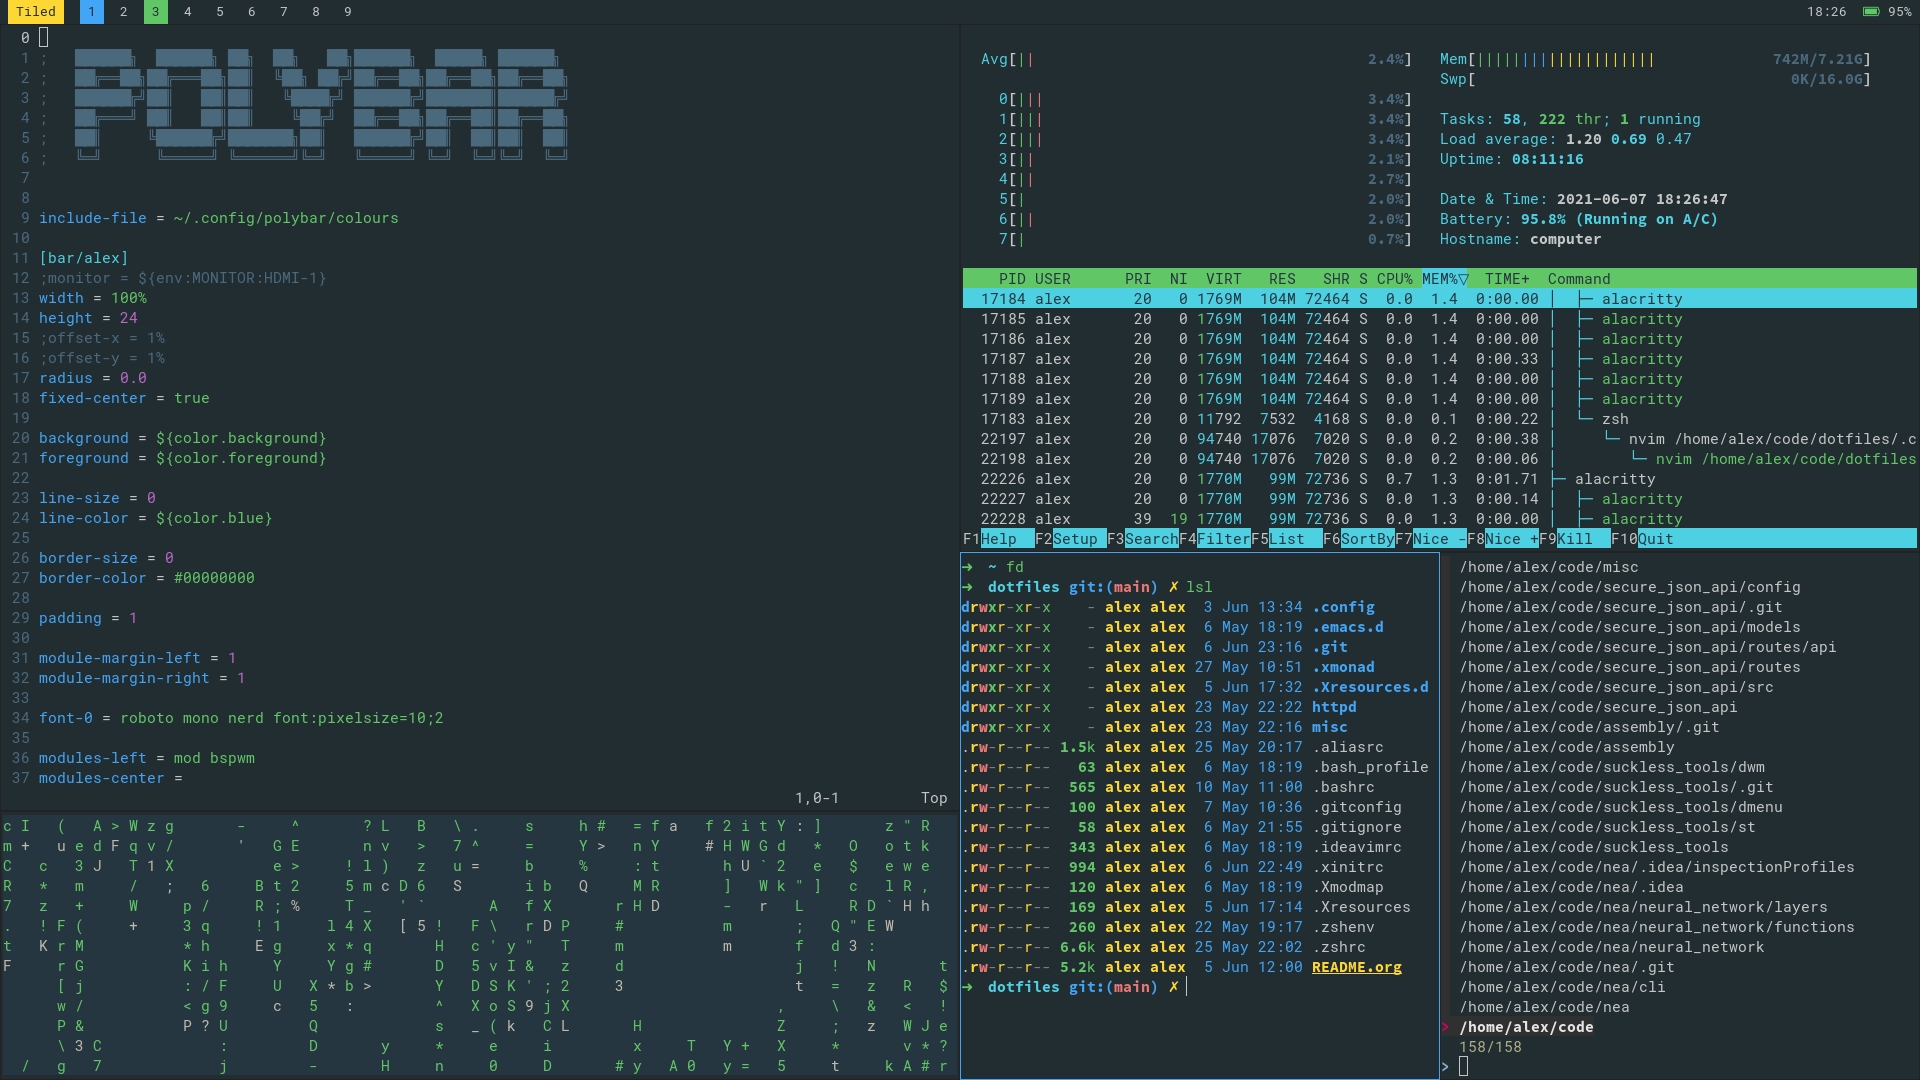 Tiled 1 2 3 4 5 6 7 8 9 18:26 95%
0
1 ;
2 ;
3 ;
4 ;
5 ;
6 ;
POLYBAR
7
8
9 include-file = ~/.config/polybar/colours
10
11 [bar/alex]
12 ;monitor = ${env:MONITOR:HDMI-1}
13 width = 100%
14 height = 24
15 ;offset-x = 1%
16 ;offset-y = 1%
17 radius = 0.0
18 fixed-center = true
19
20 background = ${color.background}
21 foreground = ${color.foreground}
22
23 line-size = 0
24 line-color = ${color.blue}
25
26 border-size = 0
27 border-color = #00000000
28
29 padding = 1
30
31 module-margin-left = 1
32 module-margin-right = 1
33
34 font-0 = roboto mono nerd font:pixelsize=10;2
35
36 modules-left = mod bspwm
37 modules-center =
1,0-1 Top
Avg[|| 2.4%]
0[||| 3.4%]
1[||| 3.4%]
2[||| 3.4%]
3[|| 2.1%]
4[|| 2.7%]
5[| 2.0%]
6[|| 2.0%]
7[| 0.7%]
Mem[|||||||||||||||||||| 742M/7.21G]
Swp[ 0K/16.0G]
Tasks: 58, 222 thr; 1 running
Load average: 1.20 0.69 0.47
Uptime: 08:11:16
Date & Time: 2021-06-07 18:26:47
Battery: 95.8% (Running on A/C)
Hostname: computer
PID USER PRI NI VIRT RES SHR S CPU% MEM%▽ TIME+ Command
17184 alex 20 0 1769M 104M 72464 S 0.0 1.4 0:00.00 │ ├─ alacritty
17185 alex 20 0 1769M 104M 72464 S 0.0 1.4 0:00.00 │ ├─ alacritty
17186 alex 20 0 1769M 104M 72464 S 0.0 1.4 0:00.00 │ ├─ alacritty
17187 alex 20 0 1769M 104M 72464 S 0.0 1.4 0:00.33 │ ├─ alacritty
17188 alex 20 0 1769M 104M 72464 S 0.0 1.4 0:00.00 │ ├─ alacritty
17189 alex 20 0 1769M 104M 72464 S 0.0 1.4 0:00.00 │ ├─ alacritty
17183 alex 20 0 11792 7532 4168 S 0.0 0.1 0:00.22 │ └─ zsh
22197 alex 20 0 94740 17076 7020 S 0.0 0.2 0:00.38 │ └─ nvim /home/alex/code/dotfiles/.c
22198 alex 20 0 94740 17076 7020 S 0.0 0.2 0:00.06 │ └─ nvim /home/alex/code/dotfiles
22226 alex 20 0 1770M 99M 72736 S 0.7 1.3 0:01.71 ├─ alacritty
22227 alex 20 0 1770M 99M 72736 S 0.0 1.3 0:00.14 │ ├─ alacritty
22228 alex 39 19 1770M 99M 72736 S 0.0 1.3 0:00.00 │ ├─ alacritty
F1Help F2Setup F3SearchF4FilterF5List F6SortByF7Nice -F8Nice +F9Kill F10Quit
➜ ~ fd
➜ dotfiles git:(main) ✗ lsl
drwxr-xr-x - alex alex 3 Jun 13:34 .config
drwxr-xr-x - alex alex 6 May 18:19 .emacs.d
drwxr-xr-x - alex alex 6 Jun 23:16 .git
drwxr-xr-x - alex alex 27 May 10:51 .xmonad
drwxr-xr-x - alex alex 5 Jun 17:32 .Xresources.d
drwxr-xr-x - alex alex 23 May 22:22 httpd
drwxr-xr-x - alex alex 23 May 22:16 misc
.rw-r--r-- 1.5k alex alex 25 May 20:17 .aliasrc
.rw-r--r-- 63 alex alex 6 May 18:19 .bash_profile
.rw-r--r-- 565 alex alex 10 May 11:00 .bashrc
.rw-r--r-- 100 alex alex 7 May 10:36 .gitconfig
.rw-r--r-- 58 alex alex 6 May 21:55 .gitignore
.rw-r--r-- 343 alex alex 6 May 18:19 .ideavimrc
.rw-r--r-- 994 alex alex 6 Jun 22:49 .xinitrc
.rw-r--r-- 120 alex alex 6 May 18:19 .Xmodmap
.rw-r--r-- 169 alex alex 5 Jun 17:14 .Xresources
.rw-r--r-- 260 alex alex 22 May 19:17 .zshenv
.rw-r--r-- 6.6k alex alex 25 May 22:02 .zshrc
.rw-r--r-- 5.2k alex alex 5 Jun 12:00 README.org
➜ dotfiles git:(main) ✗
/home/alex/code/misc
/home/alex/code/secure_json_api/config
/home/alex/code/secure_json_api/.git
/home/alex/code/secure_json_api/models
/home/alex/code/secure_json_api/routes/api
/home/alex/code/secure_json_api/routes
/home/alex/code/secure_json_api/src
/home/alex/code/secure_json_api
/home/alex/code/assembly/.git
/home/alex/code/assembly
/home/alex/code/suckless_tools/dwm
/home/alex/code/suckless_tools/.git
/home/alex/code/suckless_tools/dmenu
/home/alex/code/suckless_tools/st
/home/alex/code/suckless_tools
/home/alex/code/nea/.idea/inspectionProfiles
/home/alex/code/nea/.idea
/home/alex/code/nea/neural_network/layers
/home/alex/code/nea/neural_network/functions
/home/alex/code/nea/neural_network
/home/alex/code/nea/.git
/home/alex/code/nea/cli
/home/alex/code/nea
> /home/alex/code
158/158
>
c I ( A > W z g - ^ ? L B \ . s h # = f a f 2 i t Y : ] z " R
m + u e d F q v / ' G E n v > 7 ^ = Y > n Y # H W G d * O o t k
C c 3 J T 1 X e > ! l ) z u = b % : t h U ` 2 e $ e w e
R * m / ; 6 B t 2 5 m c D 6 S i b Q M R ] W k " ] c l R ,
7 z + W p / R ; % T _ ' ` A f X r H D - r L R D ` H h
. ! F ( + 3 q ! 1 l 4 X [ 5 ! F \ r D P # m ; Q " E W
t K r M * h E g x * q H c ' y " T m m f d 3 :
F r G K i h Y Y g # D 5 v I & z d j ! N t
[ j : / F U X * b > Y D S K ' ; 2 3 t = z R $
w / < g 9 c 5 : ^ X o S 9 j X , \ & < !
P & P ? U Q s _ ( k C L H Z ; z W J e
\ 3 C : D y * e i x T Y + X * v * ?
/ g 7 j - H n 0 D # y A 0 y = 5 t k A # r